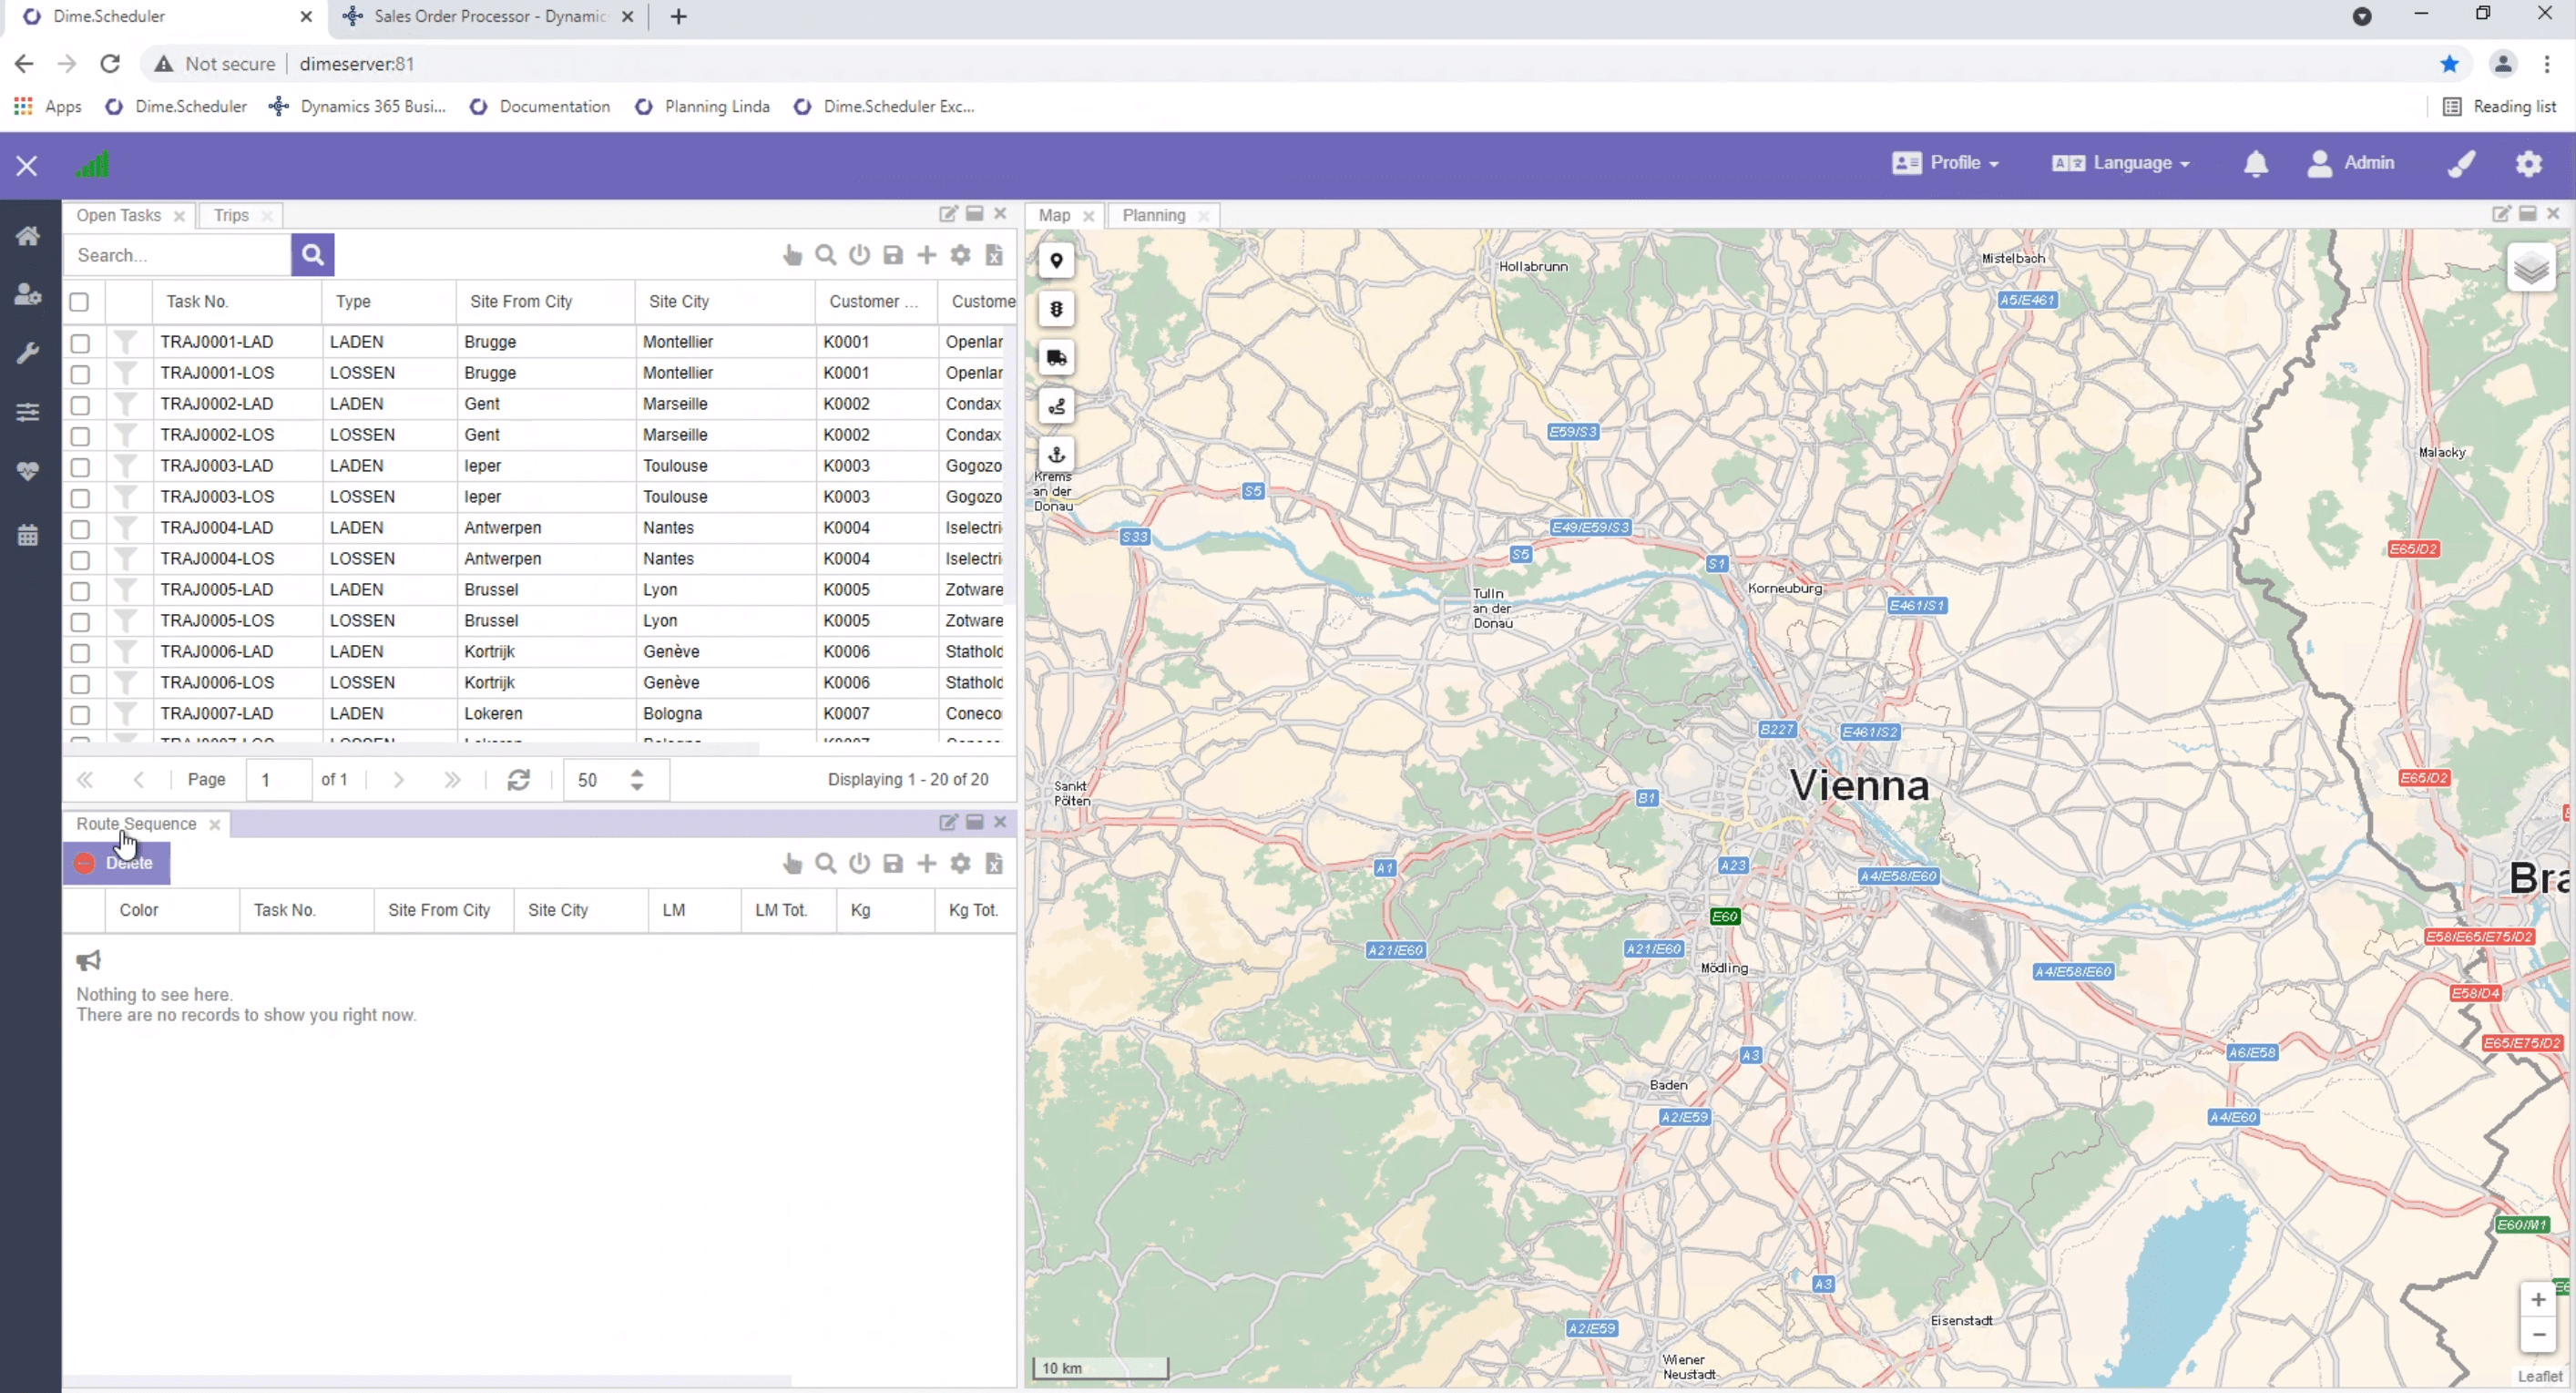 Dime.Scheduler
Sales Order Processor - Dynamic
Not secure
dimeserver:81
Apps
Dime.Scheduler
Dynamics 365 Busi...
Documentation
Planning Linda
Dime.Scheduler Exc...
Reading list
Profile
Language
Admin
Open Tasks
Trips
Search...
Task No. Type Site From City Site City Customer ... Custome
TRAJ0001-LAD LADEN Brugge Montellier K0001 Openlar
TRAJ0001-LOS LOSSEN Brugge Montellier K0001 Openlar
TRAJ0002-LAD LADEN Gent Marseille K0002 Condax
TRAJ0002-LOS LOSSEN Gent Marseille K0002 Condax
TRAJ0003-LAD LADEN Ieper Toulouse K0003 Gogozo
TRAJ0003-LOS LOSSEN Ieper Toulouse K0003 Gogozo
TRAJ0004-LAD LADEN Antwerpen Nantes K0004 Iselectri
TRAJ0004-LOS LOSSEN Antwerpen Nantes K0004 Iselectri
TRAJ0005-LAD LADEN Brussel Lyon K0005 Zotware
TRAJ0005-LOS LOSSEN Brussel Lyon K0005 Zotware
TRAJ0006-LAD LADEN Kortrijk Genève K0006 Stathold
TRAJ0006-LOS LOSSEN Kortrijk Genève K0006 Stathold
TRAJ0007-LAD LADEN Lokeren Bologna K0007 Coneco
Page 1 of 1 50 Displaying 1 - 20 of 20
Route Sequence
Delete
Color Task No. Site From City Site City LM LM Tot. Kg Kg Tot.
Nothing to see here.
There are no records to show you right now.
Map
Planning
Hollabrunn
Mistelbach
A5/E461
E59/S3
Malacky
Krems
an der
Donau
S5
S33
E49/E59/S3
S5
E65/D2
S1
Korneuburg
Tulln
an der
Donau
E461/S1
B227
E461/S2
Vienna
E65/D2
Sankt
Pölten
B1
A1
A23
A4/E58/E60
Bra
E60
A21/E60
A21/E60
E58/E65/E75/D2
Mödling
A4/E58/E60
E58/D4
E65/E75/D2
A3
A6/E58
Baden
A2/E59
A4/E60
E60/M1
A3
Eisenstadt
A2/E59
Wiener
Neustadt
10 km
+
−
Leaflet